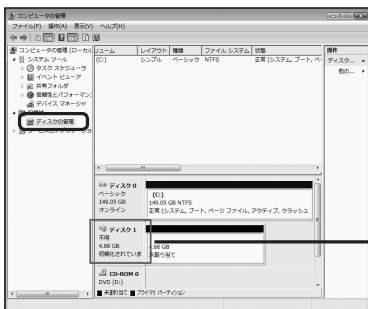 コンピュータの管理
ファイル(F) 操作(A) 表示(V) ヘルプ(H)
コンピュータの管理 (ローカル
システム ツール
タスク スケジューラ
イベント ビューア
共有フォルダ
信頼性とパフォーマン
デバイス マネージャ
ディスクの管理
ューム レイアウト 種類 ファイル システム 状態
(C:) シンプル ベーシック NTFS 正常 (システム, ブート, ペー
操作
ディスク...
他の...
ディスク 0
ベーシック
149.05 GB
オンライン
(C:)
149.05 GB NTFS
正常 (システム, ブート, ページ ファイル, アクティブ, クラッシュ
ディスク 1
不明
4.68 GB
初期化されていま
4.68 GB
未割り当て
CD-ROM 0
DVD (D:)
未割り当て プライマリ パーティション